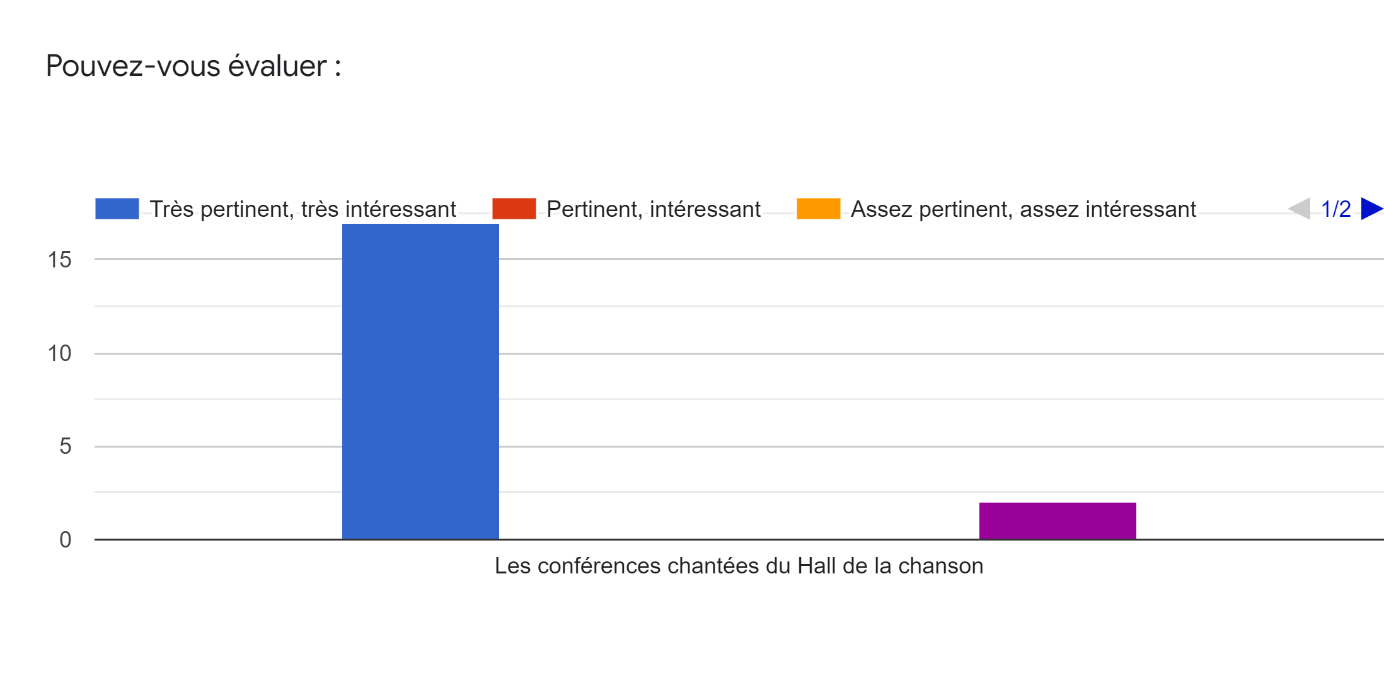 Pouvez-vous évaluer :
Très pertinent, très intéressant Pertinent, intéressant Assez pertinent, assez intéressant 1/2
15
10
5
0
Les conférences chantées du Hall de la chanson